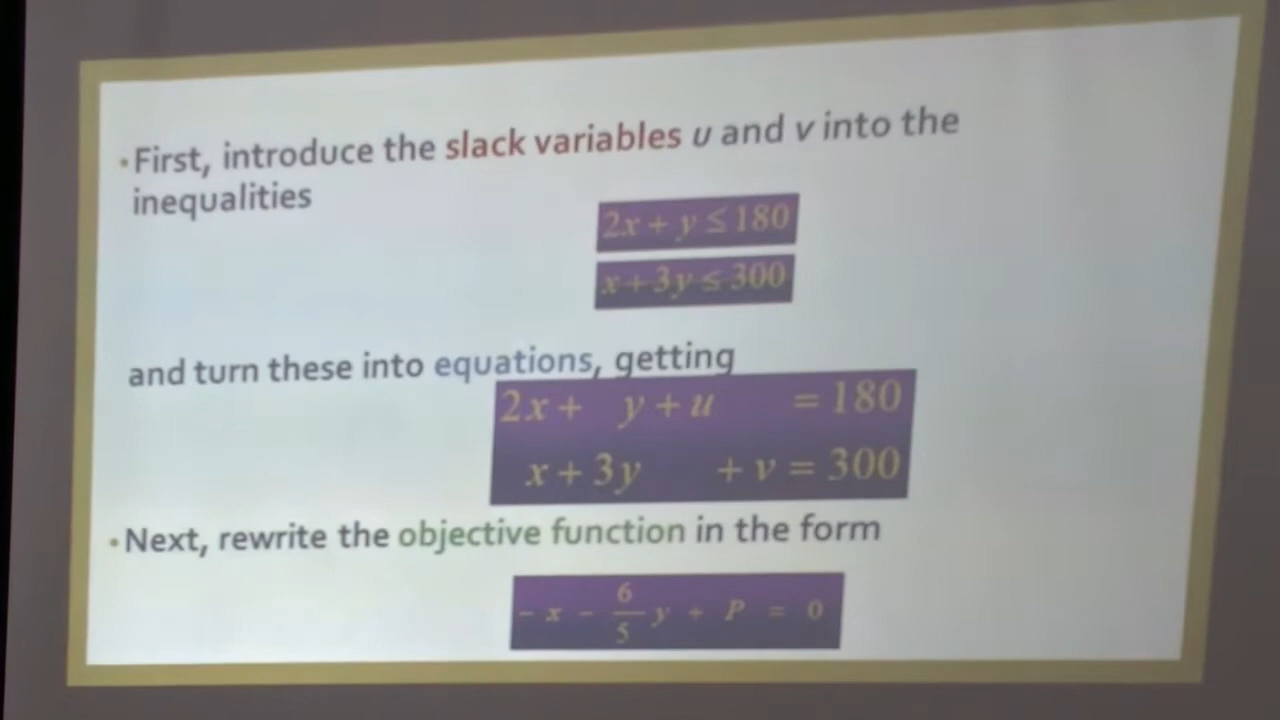 •First, introduce the slack variables u and v into the
inequalities
2x + y ≤ 180
x + 3y ≤ 300
and turn these into equations, getting
2x + y + u = 180
x + 3y + v = 300
•Next, rewrite the objective function in the form
− x − 6/5 y + P = 0